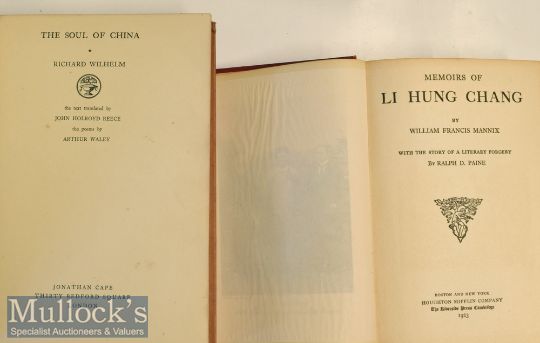 THE SOUL OF CHINA
RICHARD WILHELM
the text translated by
JOHN HOLROYD REECE
the poems by
ARTHUR WALEY
JONATHAN CAPE
THIRTY BEDFORD SQUARE
LONDON
MEMOIRS OF
LI HUNG CHANG
BY
WILLIAM FRANCIS MANNIX
WITH THE STORY OF A LITERARY FORGERY
BY RALPH D. PAINE
BOSTON AND NEW YORK
HOUGHTON MIFFLIN COMPANY
The Riverside Press Cambridge
1923
Mullock's
Specialist Auctioneers & Valuers